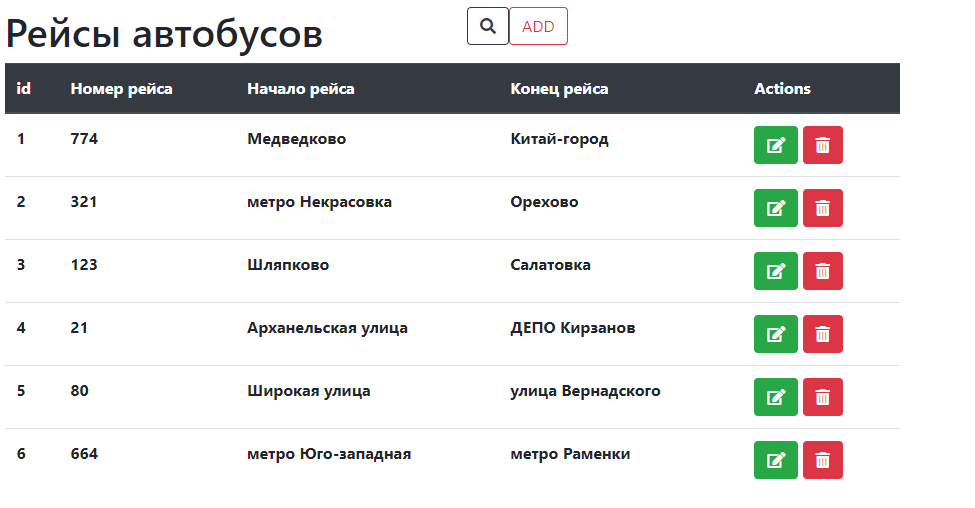 Рейсы автобусов ADD
id Номер рейса Начало рейса Конец рейса Actions
1 774 Медведково Китай-город
2 321 метро Некрасовка Орехово
3 123 Шляпково Салатовка
4 21 Арханельская улица ДЕПО Кирзанов
5 80 Широкая улица улица Вернадского
6 664 метро Юго-западная метро Раменки